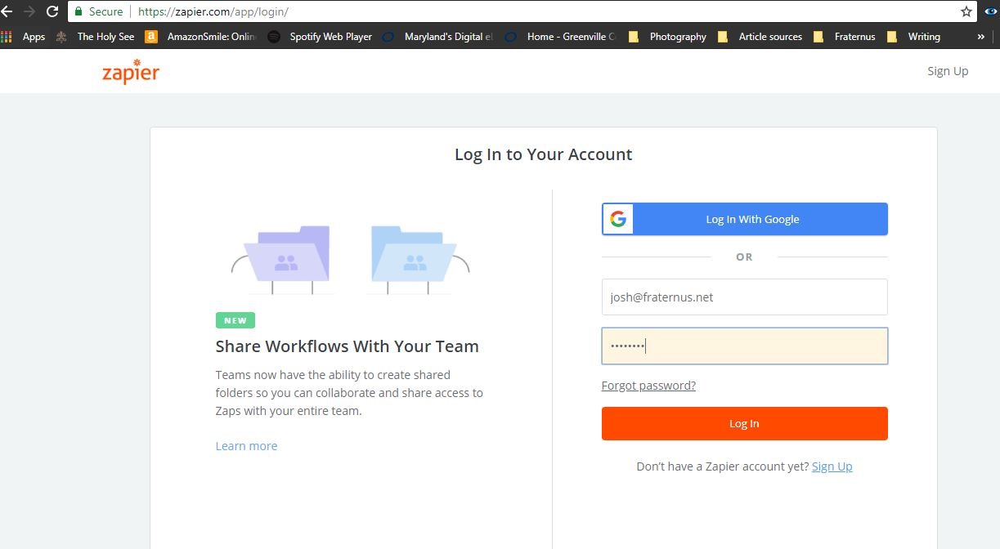 Secure | https://zapier.com/app/login/
Apps The Holy See AmazonSmile: Onlin Spotify Web Player Maryland's Digital el Home - Greenville C Photography Article sources Fraternus Writing »
zapier
Sign Up
Log In to Your Account
NEW
Share Workflows With Your Team
Teams now have the ability to create shared
folders so you can collaborate and share access to
Zaps with your entire team.
Learn more
G Log In With Google
OR
josh@fraternus.net
••••••••
Forgot password?
Log In
Don't have a Zapier account yet? Sign Up